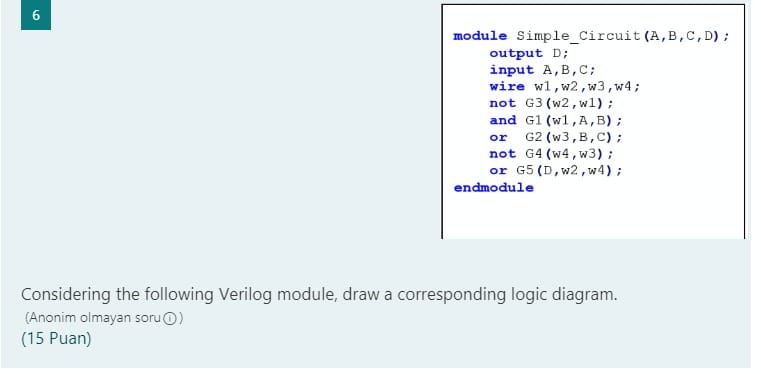 6
module Simple_Circuit(A,B,C,D);
output D;
input A,B,C;
wire w1,w2,w3,w4;
not G3(w2,w1);
and G1(w1,A,B);
or G2(w3,B,C);
not G4(w4,w3);
or G5(D,w2,w4);
endmodule
Considering the following Verilog module, draw a corresponding logic diagram.
(Anonim olmayan soruⓘ)
(15 Puan)